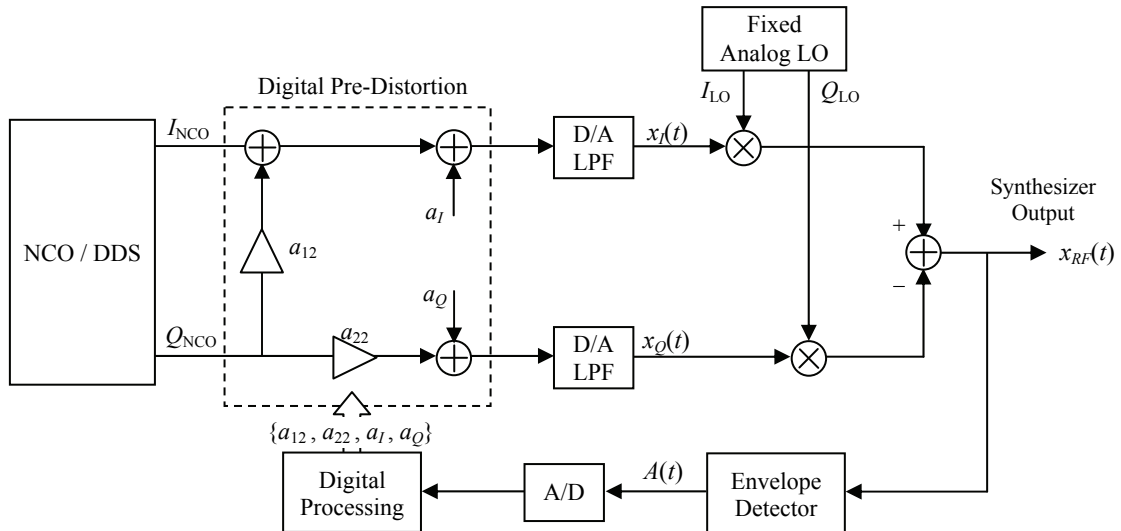 Fixed
Analog LO
Digital Pre-Distortion
I_LO
Q_LO
I_NCO
D/A
LPF
x_I(t)
a_I
Synthesizer
Output
NCO / DDS
a_12
+
x_RF(t)
−
a_Q
Q_NCO
a_22
D/A
LPF
x_Q(t)
{a_12 , a_22 , a_I , a_Q}
Digital
Processing
A/D
A(t)
Envelope
Detector